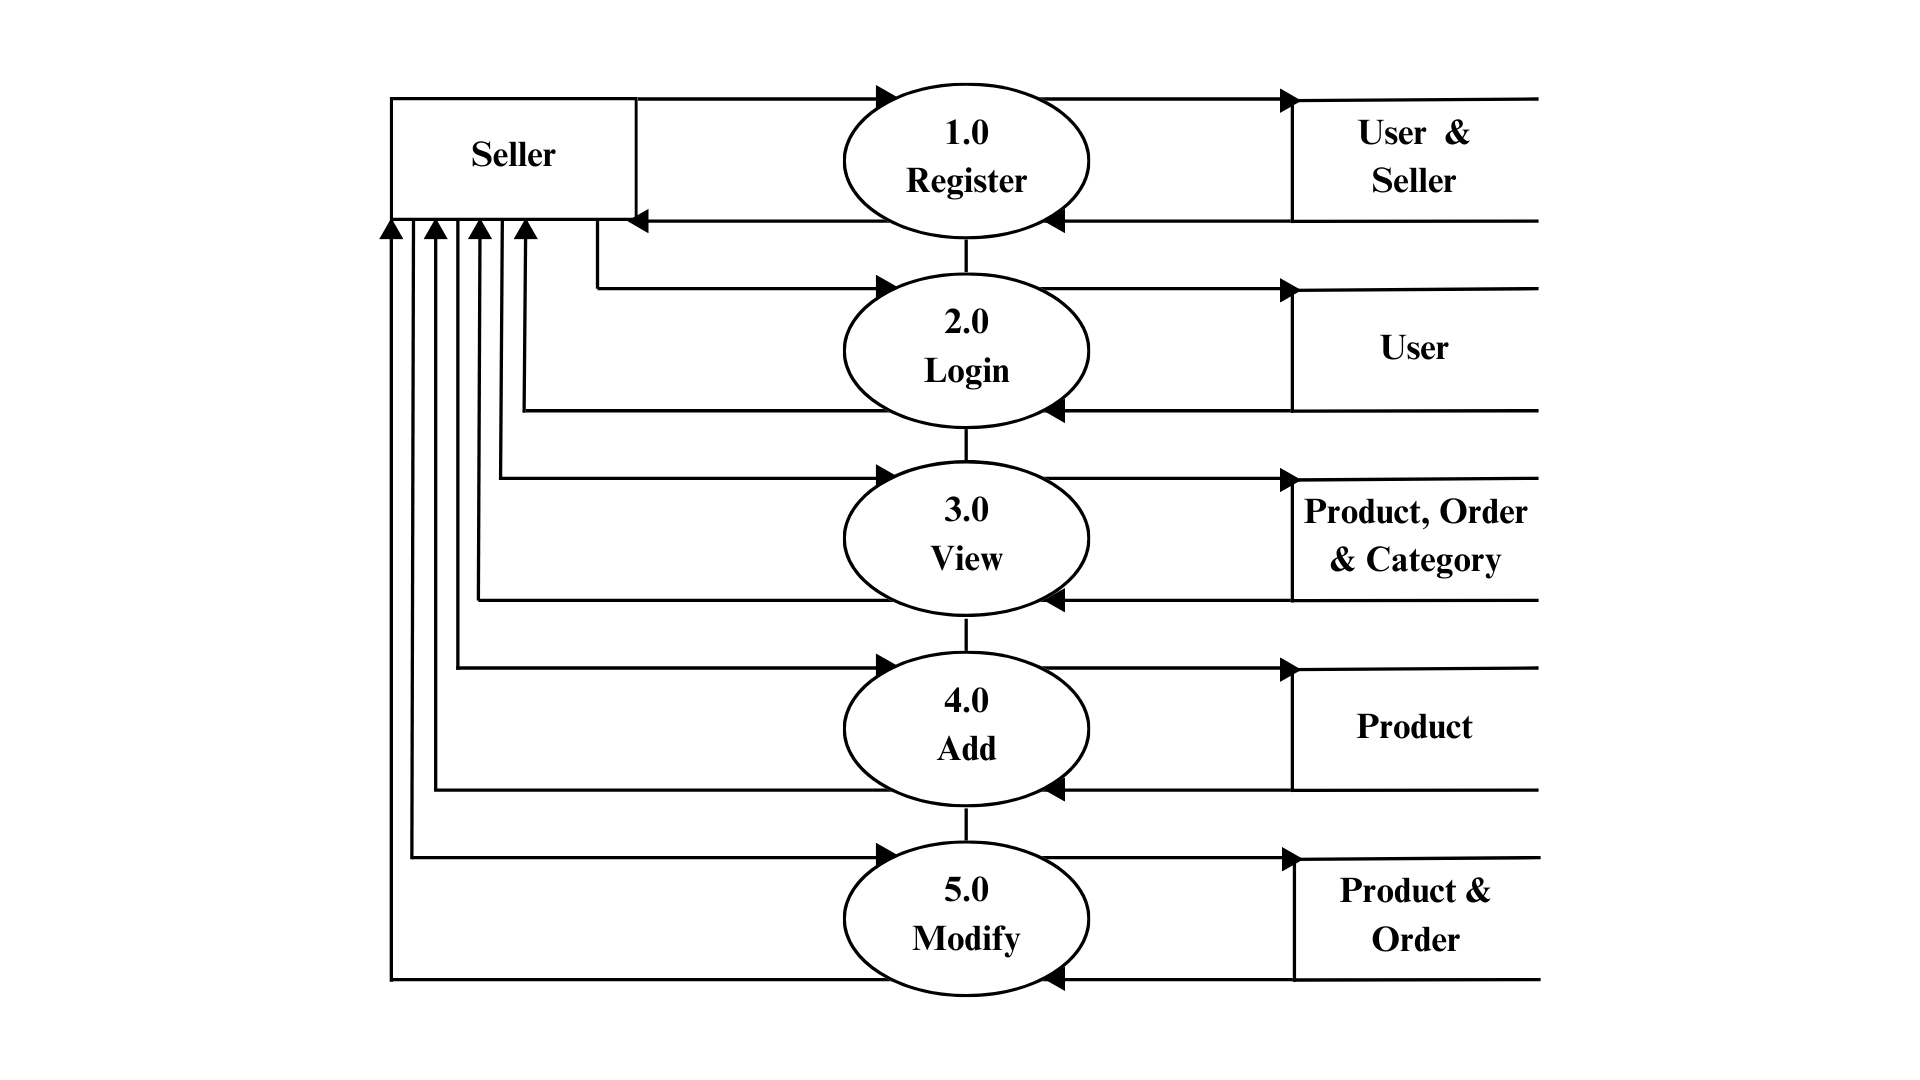 Seller
1.0
Register
User &
Seller
2.0
Login
User
3.0
View
Product, Order
& Category
4.0
Add
Product
5.0
Modify
Product &
Order